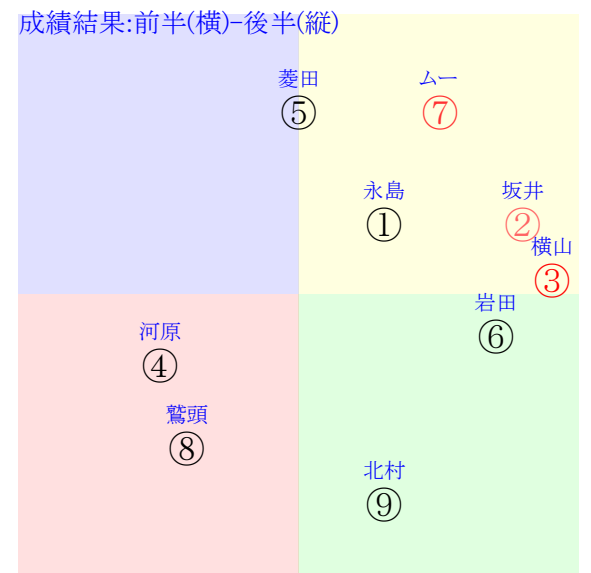 成績結果:前半(横)-後半(縦)
菱田
⑤
ムー
⑦
永島
①
坂井
②
横山
③
岩田
⑥
河原
④
鷲頭
⑧
北村
⑨